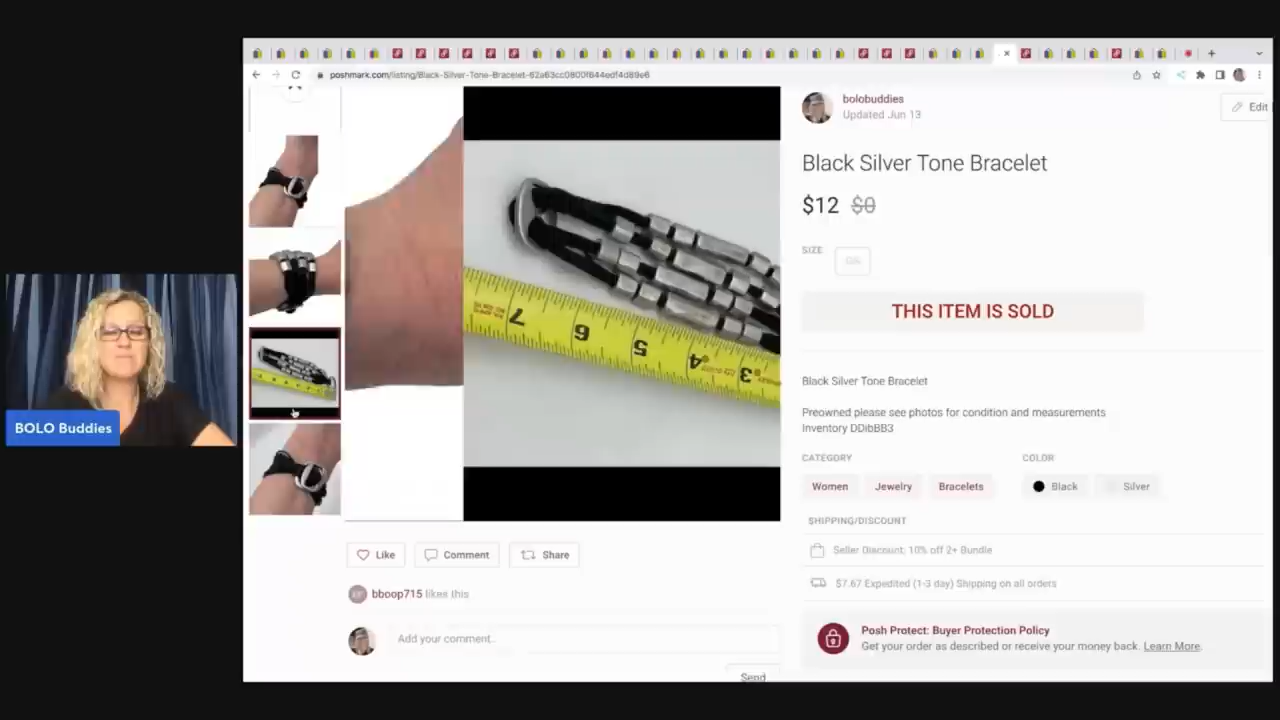 poshmark.com/listing/Black-Silver-Tone-Bracelet-62a63cc0800f644edf4d89e6
bolobuddies
Updated Jun 13
Edit
Black Silver Tone Bracelet
$12 $0
SIZE
THIS ITEM IS SOLD
7 6 5 4 3
BOLO Buddies
Black Silver Tone Bracelet
Preowned please see photos for condition and measurements
Inventory DDibBB3
CATEGORY COLOR
Women Jewelry Bracelets Black Silver
SHIPPING/DISCOUNT
Seller Discount: 10% off 2+ Bundle
$7.67 Expedited (1-3 day) Shipping on all orders
Like Comment Share
bboop715 likes this
Add your comment.
Send
Posh Protect: Buyer Protection Policy
Get your order as described or receive your money back. Learn More.